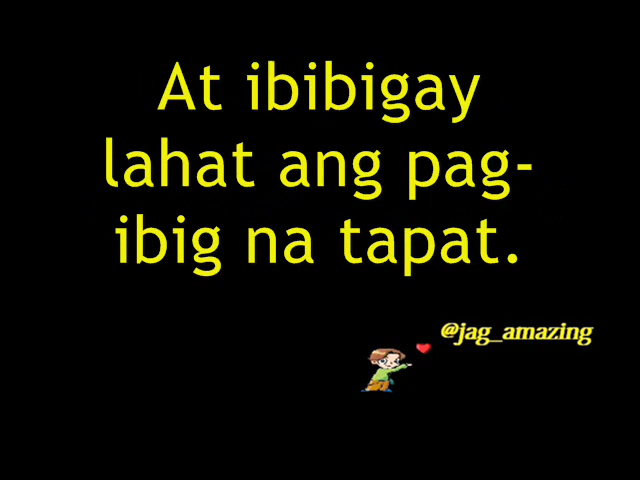 At ibibigay
lahat ang pag-
ibig na tapat.
@jag_amazing